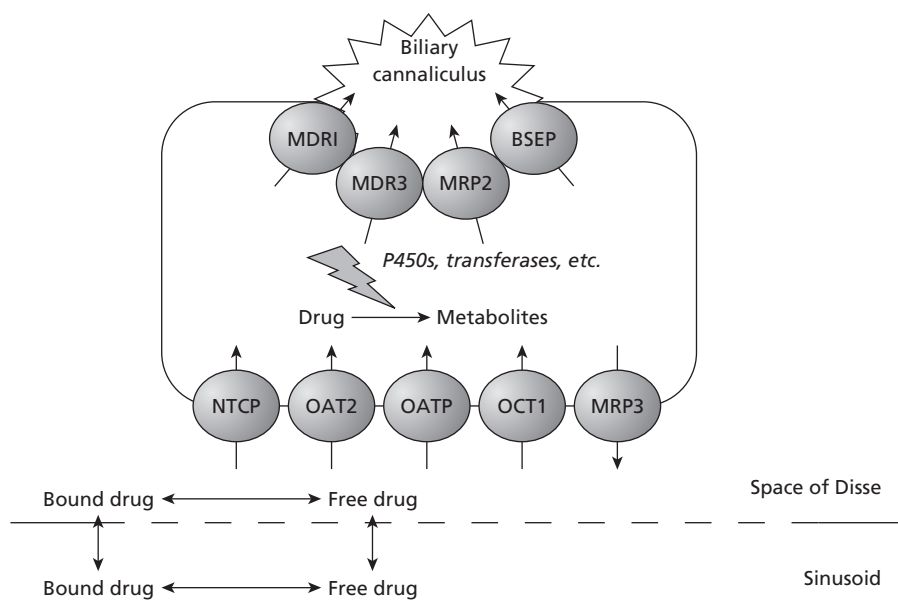 Biliary
cannaliculus
MDRI
BSEP
MDR3
MRP2
P450s, transferases, etc.
Drug
Metabolites
NTCP
OAT2
OATP
OCT1
MRP3
Space of Disse
Bound drug
Free drug
Bound drug
Free drug
Sinusoid